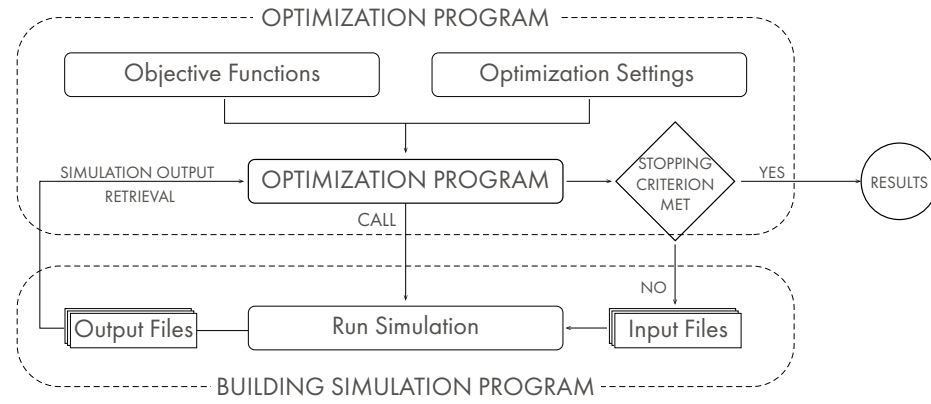 OPTIMIZATION PROGRAM
Objective Functions
Optimization Settings
SIMULATION OUTPUT
RETRIEVAL
OPTIMIZATION PROGRAM
STOPPING
CRITERION
MET
YES
RESULTS
CALL
NO
Output Files
Run Simulation
Input Files
BUILDING SIMULATION PROGRAM